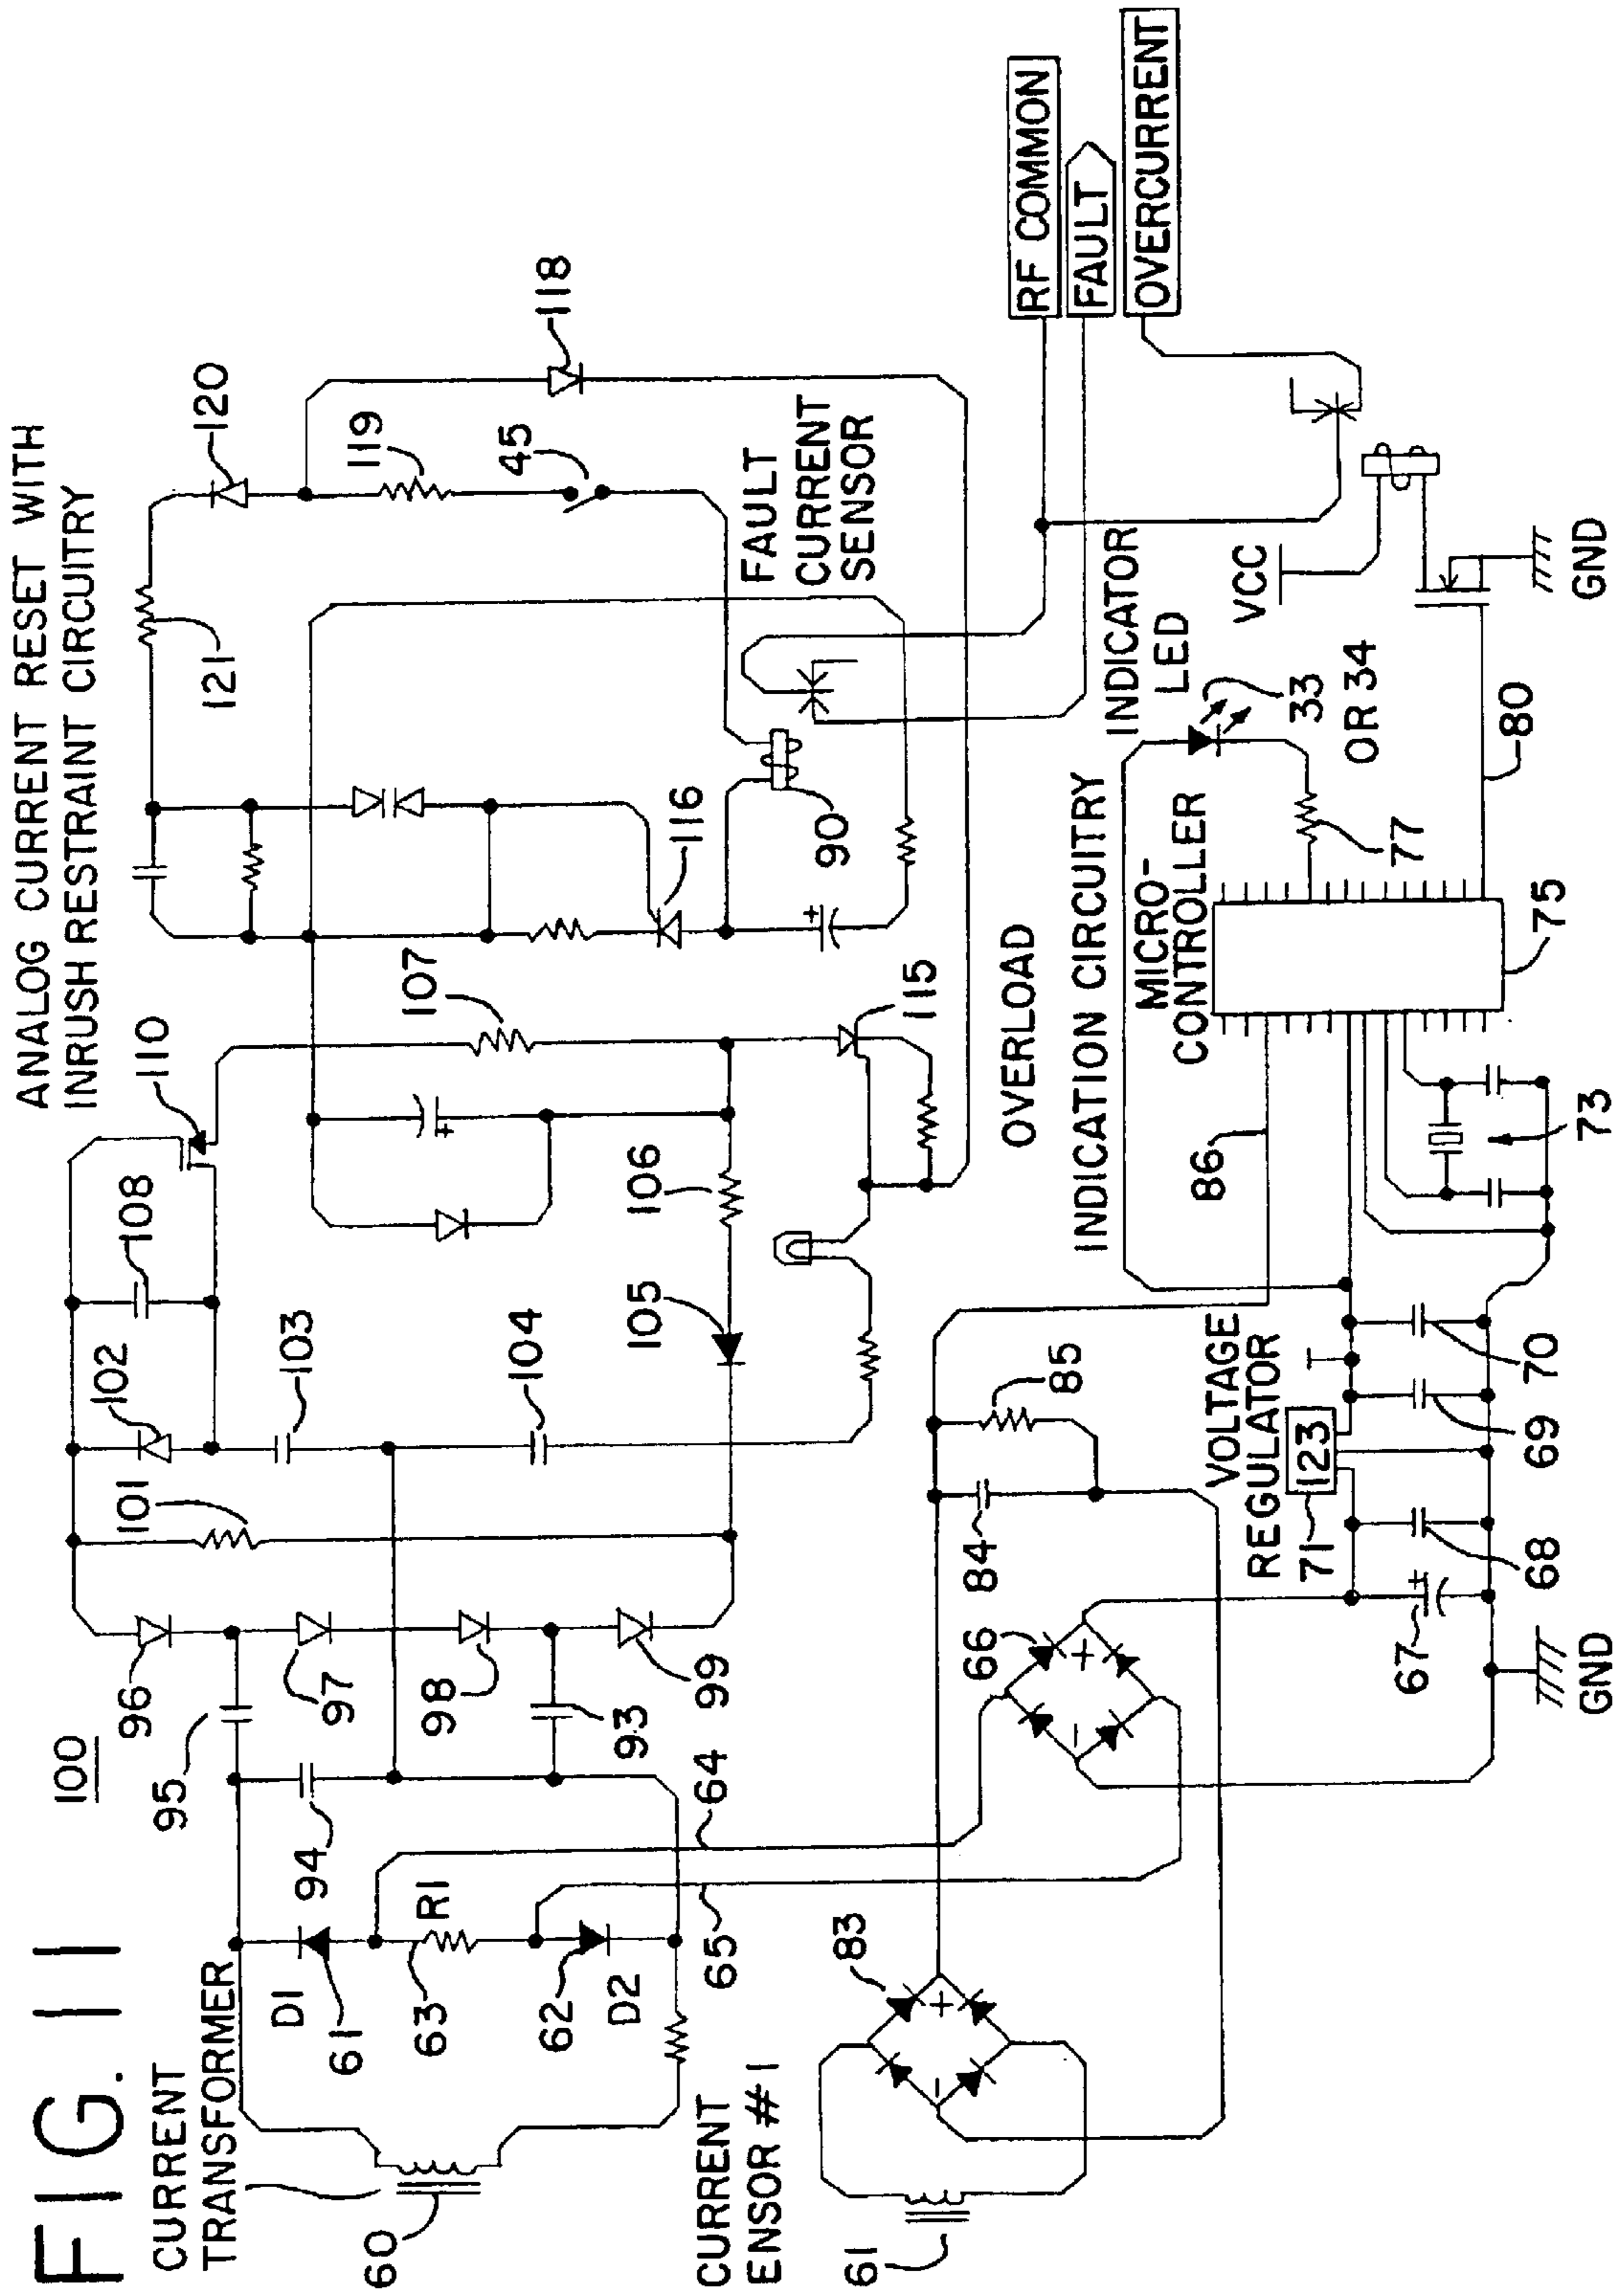 FIG. 11
ANALOG CURRENT RESET WITH
INRUSH RESTRAINT CIRCUITRY
100
CURRENT
TRANSFORMER
60
D1
61
63
R1
62
D2
64
65
94
95
96
97
98
93
99
101
102
108
110
103
104
105
106
107
115
116
121
120
119
45
118
90
FAULT
CURRENT
SENSOR
CURRENT
ENSOR #1
61
83
+
-
84
85
66
+
-
67
+
68
69
70
71
123
VOLTAGE
REGULATOR
GND
86
73
75
77
80
OVERLOAD
INDICATION CIRCUITRY
MICRO-
CONTROLLER
INDICATOR
LED
33
OR 34
VCC
GND
RF COMMON
FAULT
OVERCURRENT
+
+